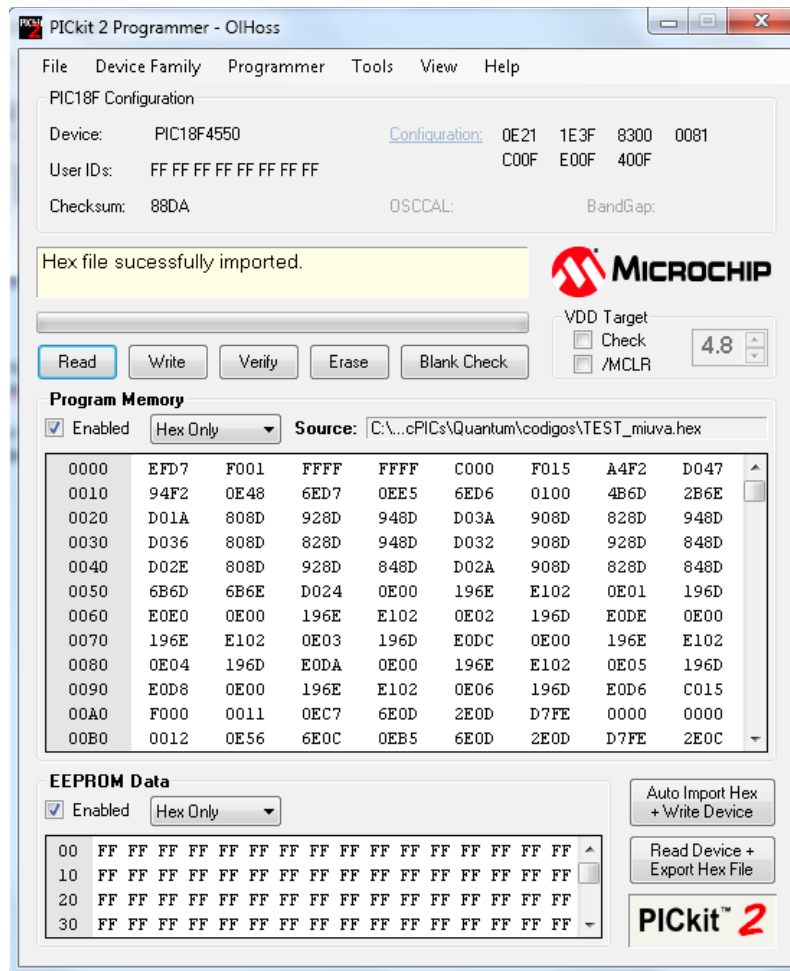 PICkit 2 Programmer - OlHoss
File Device Family Programmer Tools View Help
PIC18F Configuration
Device: PIC18F4550 Configuration: 0E21 1E3F 8300 0081
C00F E00F 400F
User IDs: FF FF FF FF FF FF FF FF
Checksum: 88DA OSCCAL: BandGap:
Hex file sucessfully imported.
MICROCHIP
VDD Target
Check
/MCLR
4.8
Read Write Verify Erase Blank Check
Program Memory
Enabled Hex Only Source: C:\...cPICs\Quantum\codigos\TEST_miuva.hex
0000 EFD7 F001 FFFF FFFF C000 F015 A4F2 D047
0010 94F2 0E48 6ED7 0EE5 6ED6 0100 4B6D 2B6E
0020 D01A 808D 928D 948D D03A 908D 828D 948D
0030 D036 808D 828D 948D D032 908D 928D 848D
0040 D02E 808D 928D 848D D02A 908D 828D 848D
0050 6B6D 6B6E D024 0E00 196E E102 0E01 196D
0060 E0E0 0E00 196E E102 0E02 196D E0DE 0E00
0070 196E E102 0E03 196D E0DC 0E00 196E E102
0080 0E04 196D E0DA 0E00 196E E102 0E05 196D
0090 E0D8 0E00 196E E102 0E06 196D E0D6 C015
00A0 F000 0011 0EC7 6E0D 2E0D D7FE 0000 0000
00B0 0012 0E56 6E0C 0EB5 6E0D 2E0D D7FE 2E0C
EEPROM Data
Enabled Hex Only
00 FF FF FF FF FF FF FF FF FF FF FF FF FF FF FF FF
10 FF FF FF FF FF FF FF FF FF FF FF FF FF FF FF FF
20 FF FF FF FF FF FF FF FF FF FF FF FF FF FF FF FF
30 FF FF FF FF FF FF FF FF FF FF FF FF FF FF FF FF
Auto Import Hex
+ Write Device
Read Device +
Export Hex File
PICkit™ 2